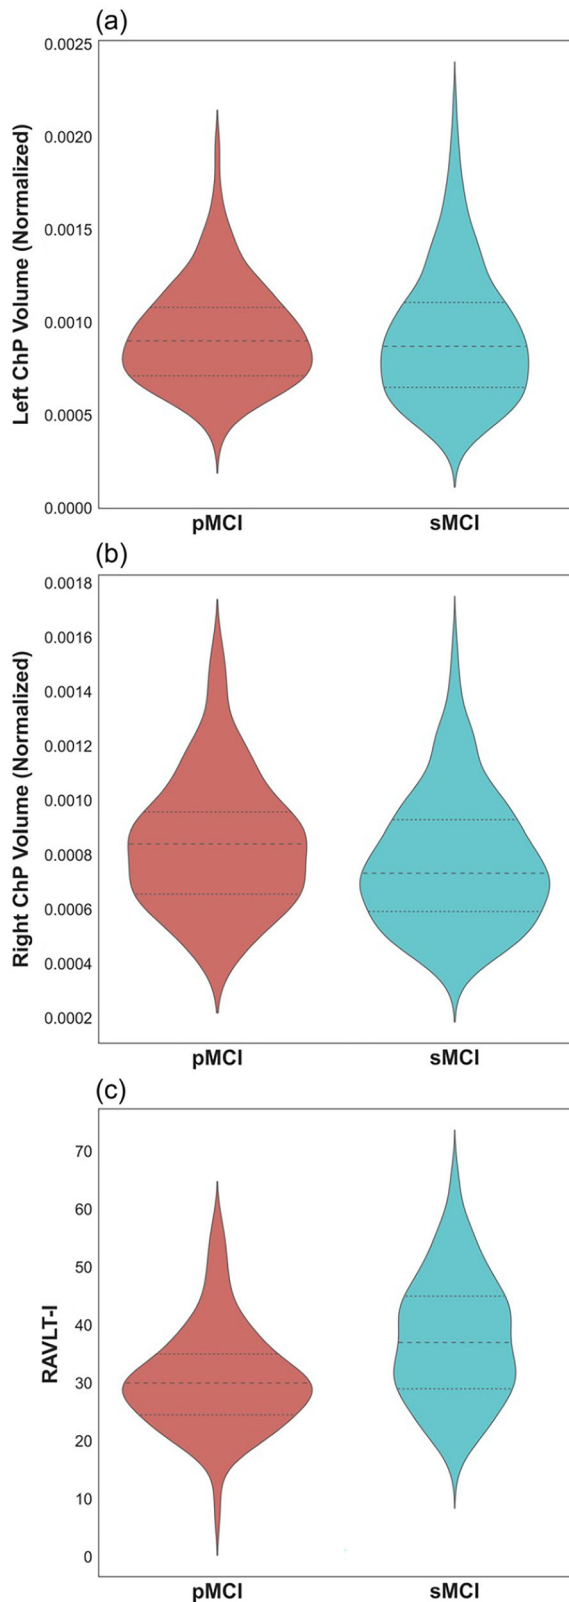 (a)
Left ChP Volume (Normalized)
0.0025
0.0020
0.0015
0.0010
0.0005
0.0000
pMCI sMCI
(b)
Right ChP Volume (Normalized)
0.0018
0.0016
0.0014
0.0012
0.0010
0.0008
0.0006
0.0004
0.0002
pMCI sMCI
(c)
RAVLT-I
70
60
50
40
30
20
10
0
pMCI sMCI